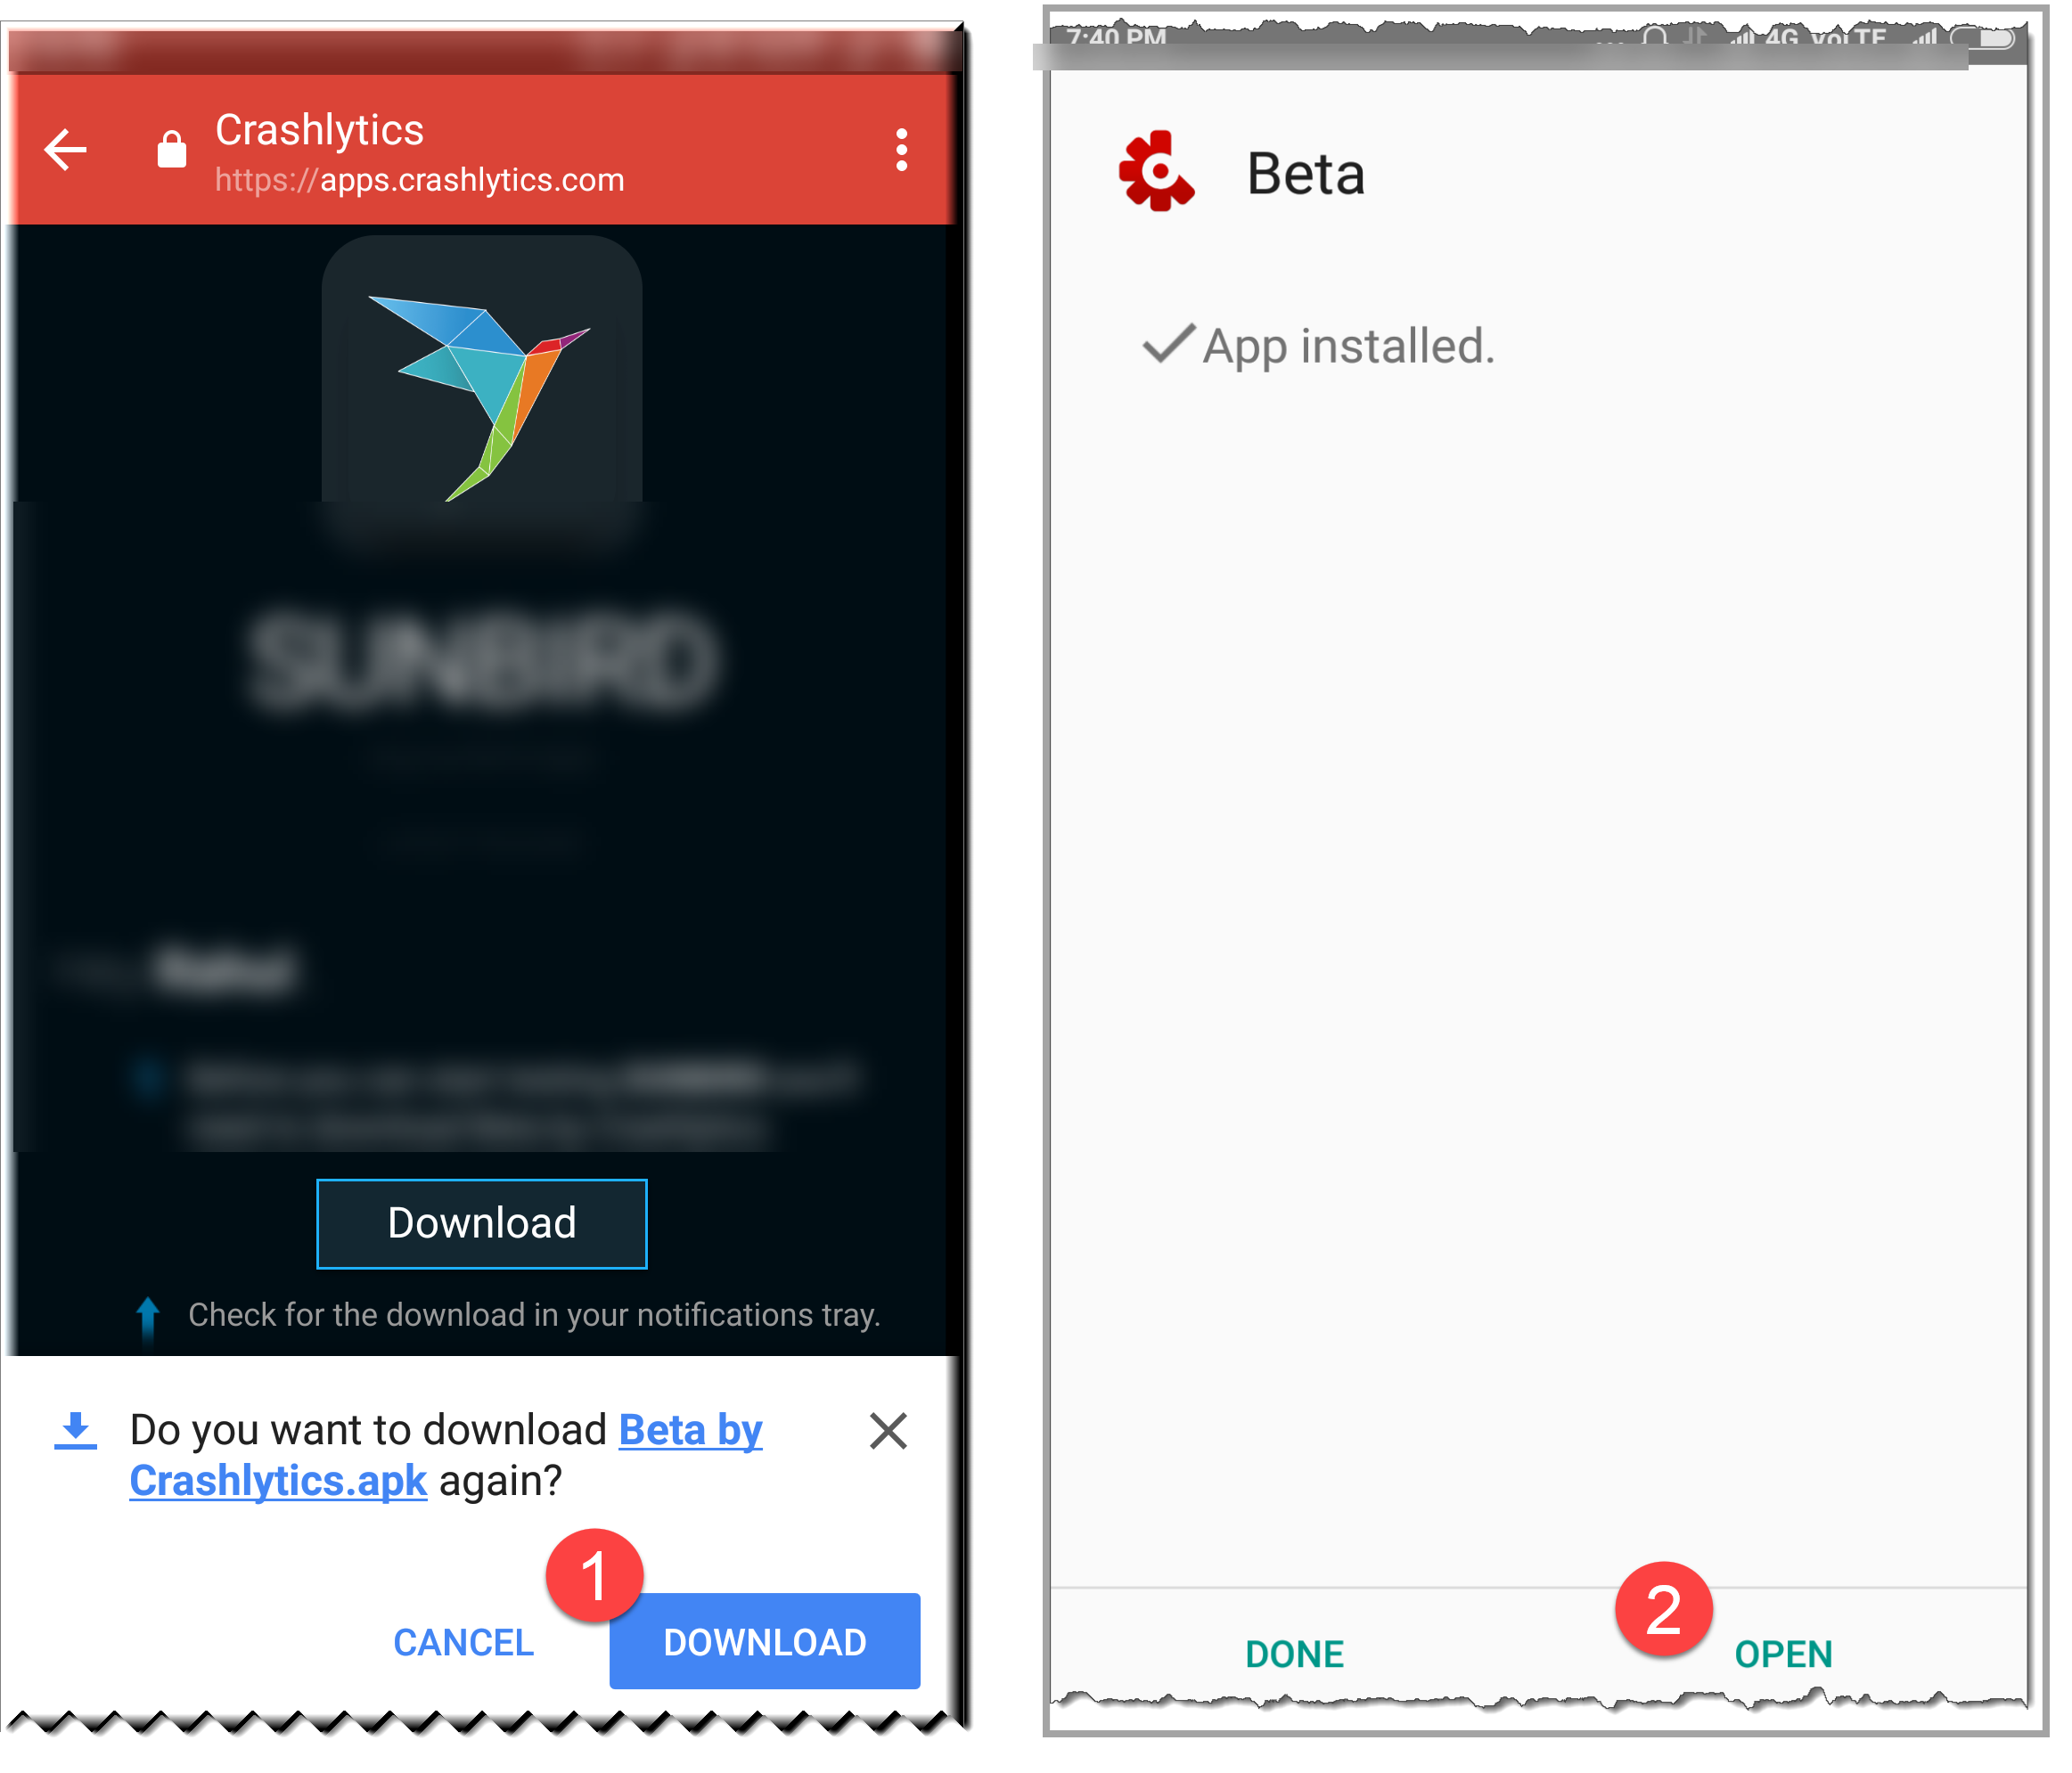 Crashlytics
https://apps.crashlytics.com
SUNBIRD
Download
Check for the download in your notifications tray.
Do you want to download Beta by
Crashlytics.apk again?
1
CANCEL
DOWNLOAD
7:40 PM
4G VoLTE
Beta
App installed.
2
DONE
OPEN